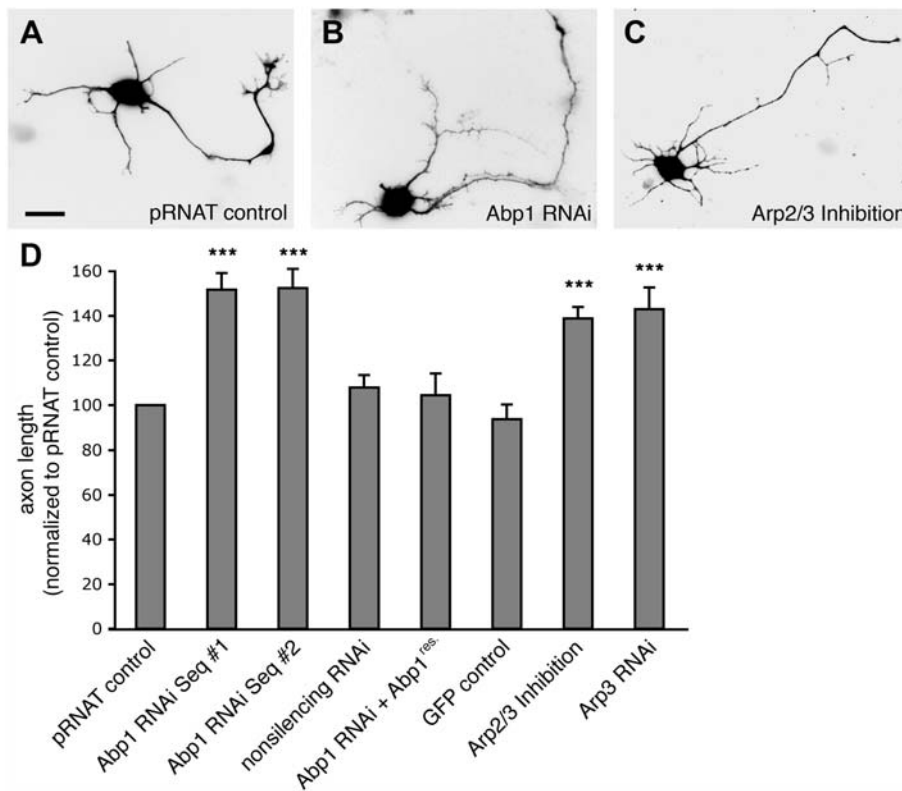 A
pRNAT control
B
Abp1 RNAi
C
Arp2/3 Inhibition
D
axon length
(normalized to pRNAT control)
160
140
120
100
80
60
40
20
0
***
***
***
***
pRNAT control
Abp1 RNAi Seq #1
Abp1 RNAi Seq #2
nonsilencing RNAi
Abp1 RNAi + Abp1res.
GFP control
Arp2/3 Inhibition
Arp3 RNAi